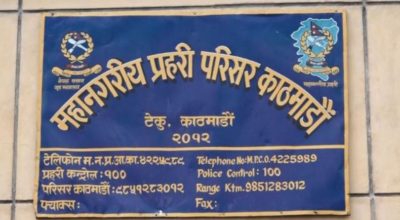 महानगरीय प्रहरी परिसर काठमाडौं
टेकु, काठमाडौं
२०१२
टेलिफोन म.न.प्र.आ.का.४२२५९८९
प्रहरी कन्ट्रोल : १००
परिसर काठमाडौं : ९८५१२८३०१२
फ्याक्स :
Telephone No: M.P.C.O. 4225989
Police Control : 100
Range Ktm. 9851283012
Fax :